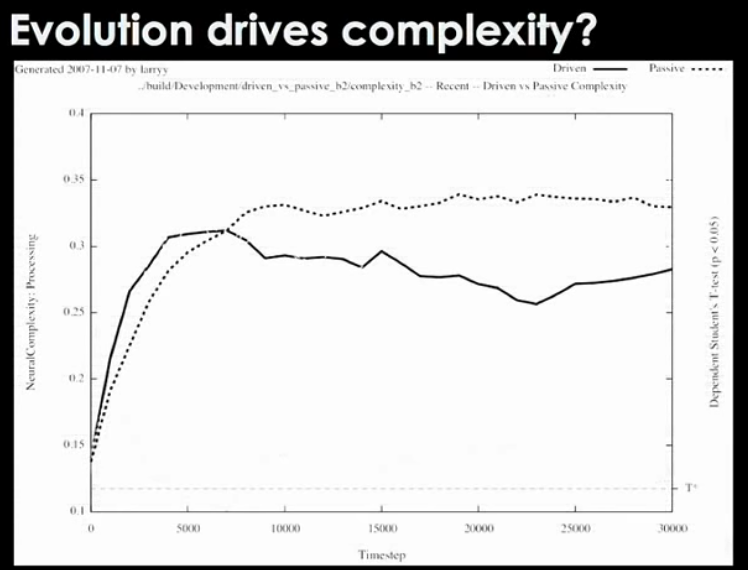 Evolution drives complexity?
Generated 2007-11-07 by larryy
Driven
Passive
../build/Development/driven_vs_passive_b2/complexity_b2 -- Recent -- Driven vs Passive Complexity
0.4
0.35
0.3
0.25
0.2
0.15
0.1
NeuralComplexity: Processing
Dependent Student's T-test (p < 0.05)
T*
0
5000
10000
15000
20000
25000
30000
Timestep